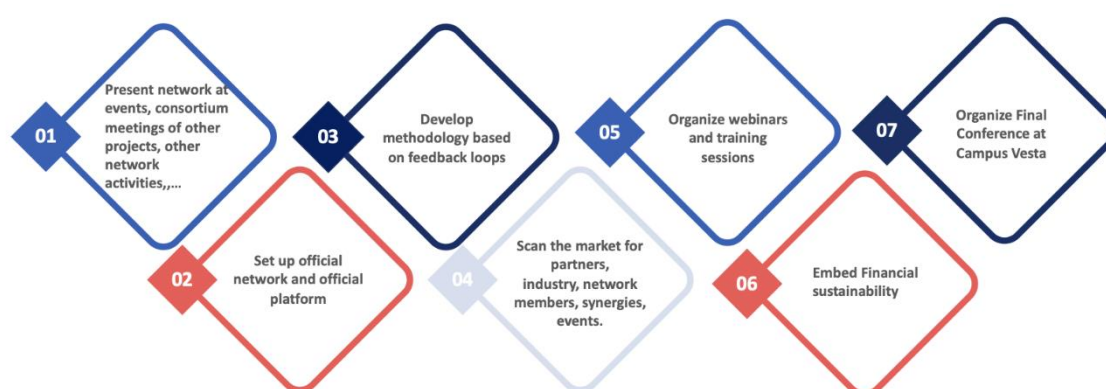 01
Present network at
events, consortium
meetings of other
projects, other
network
activities,,...
02
Set up official
network and official
platform
03
Develop
methodology based
on feedback loops
04
Scan the market for
partners,
industry, network
members, synergies,
events.
05
Organize webinars
and training
sessions
06
Embed Financial
sustainability
07
Organize Final
Conference at
Campus Vesta